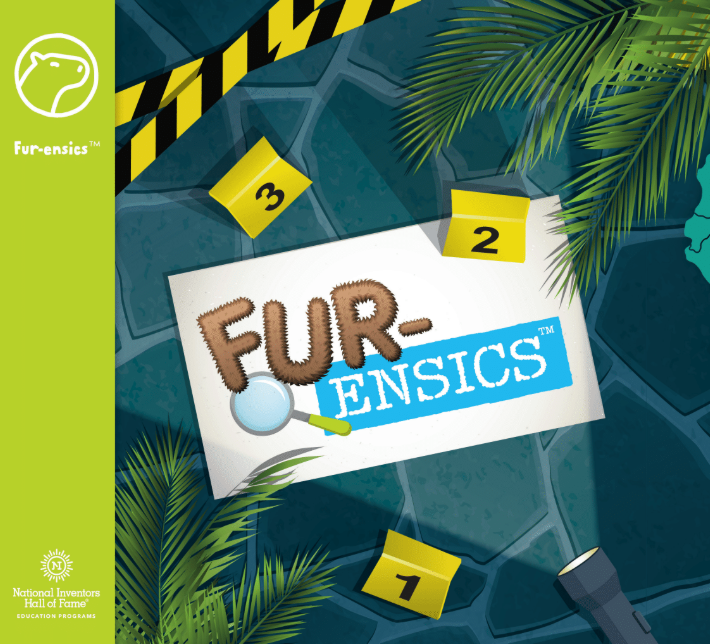 Fur-ensics™
3
2
FUR-
ENSICS™
1
N
National Inventors
Hall of Fame®
EDUCATION PROGRAMS